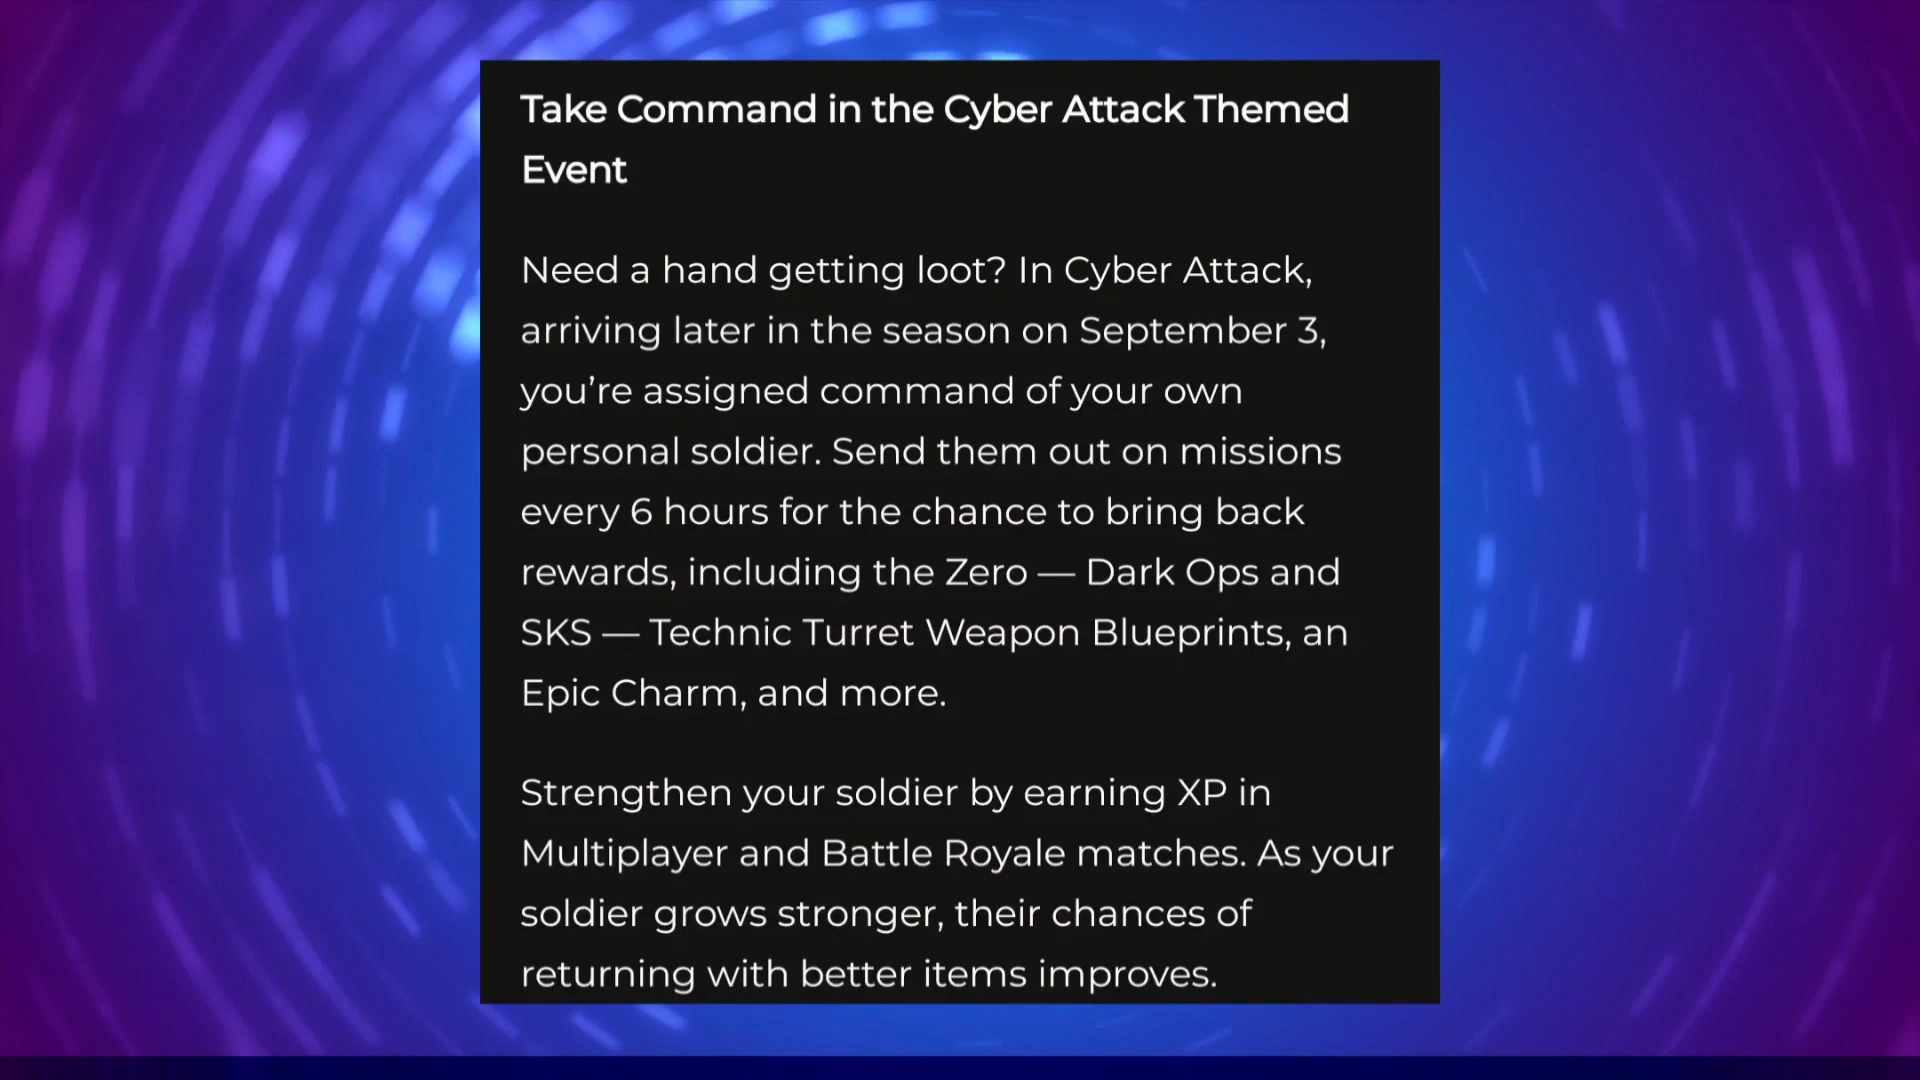 Take Command in the Cyber Attack Themed
Event
Need a hand getting loot? In Cyber Attack,
arriving later in the season on September 3,
you’re assigned command of your own
personal soldier. Send them out on missions
every 6 hours for the chance to bring back
rewards, including the Zero — Dark Ops and
SKS — Technic Turret Weapon Blueprints, an
Epic Charm, and more.
Strengthen your soldier by earning XP in
Multiplayer and Battle Royale matches. As your
soldier grows stronger, their chances of
returning with better items improves.